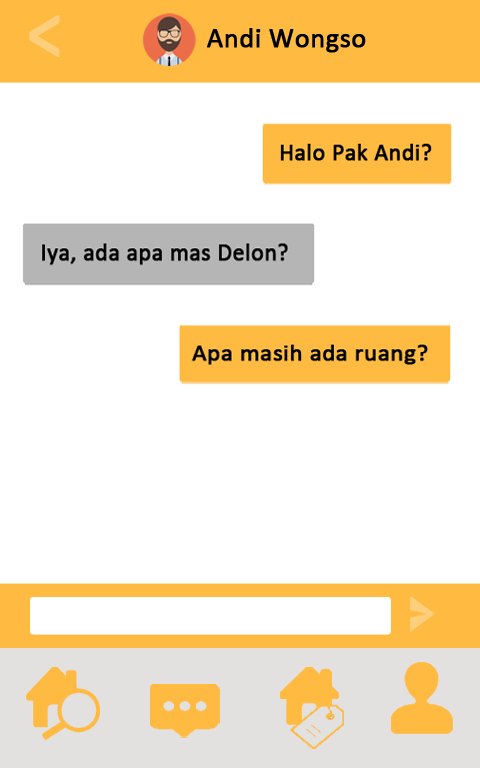 Andi Wongso
Halo Pak Andi?
Iya, ada apa mas Delon?
Apa masih ada ruang?